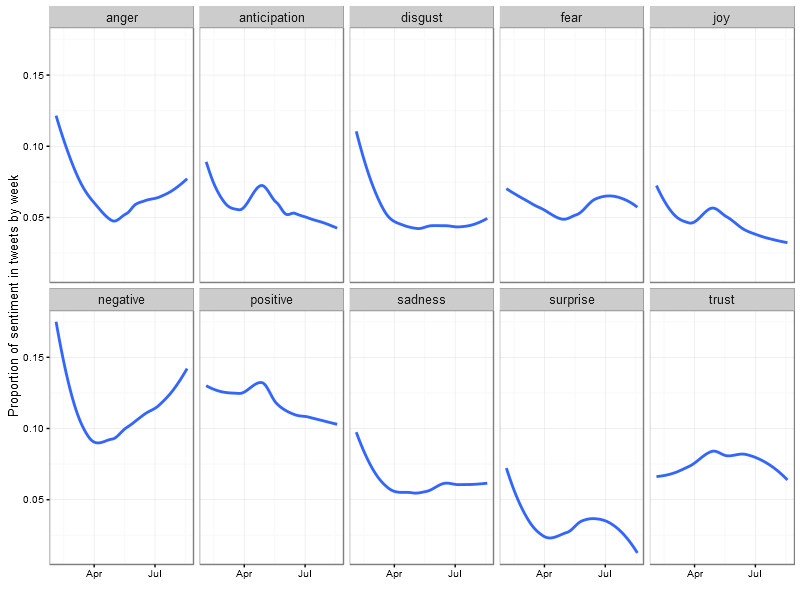 anger anticipation disgust fear joy
0.15
0.10
0.05
negative positive sadness surprise trust
0.15
0.10
0.05
Apr Jul Apr Jul Apr Jul Apr Jul Apr Jul
Proportion of sentiment in tweets by week